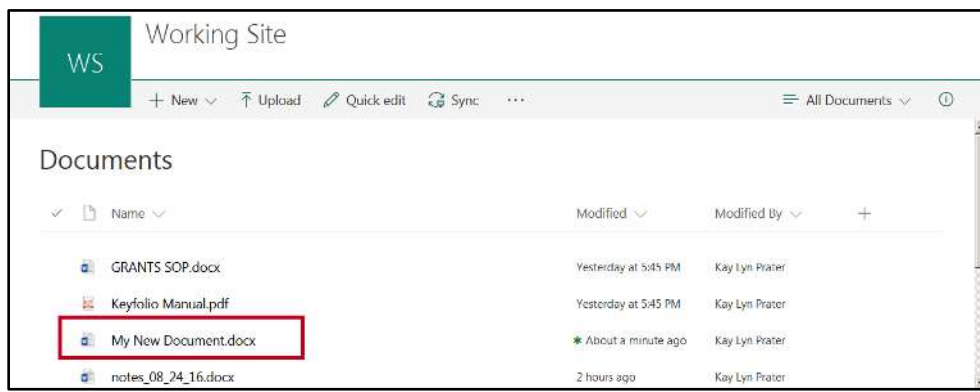 Working Site
WS
New Upload Quick edit Sync ... All Documents
Documents
Name Modified Modified By
GRANTS SOP.docx Yesterday at 5:45 PM Kay Lyn Prater
Keyfolio Manual.pdf Yesterday at 5:45 PM Kay Lyn Prater
My New Document.docx About a minute ago Kay Lyn Prater
notes_08_24_16.docx 2 hours ago Kay Lyn Prater